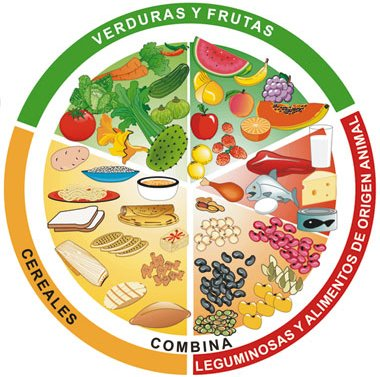 VERDURAS Y FRUTAS
CEREALES
COMBINA
LEGUMINOSAS Y ALIMENTOS DE ORIGEN ANIMAL